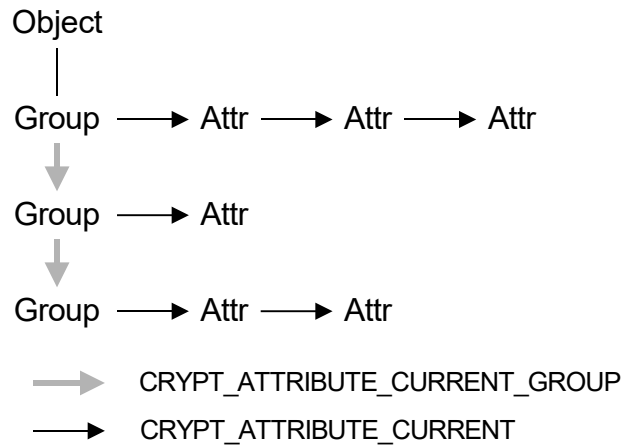 Object
Group Attr Attr Attr
Group Attr
Group Attr Attr
CRYPT_ATTRIBUTE_CURRENT_GROUP
CRYPT_ATTRIBUTE_CURRENT